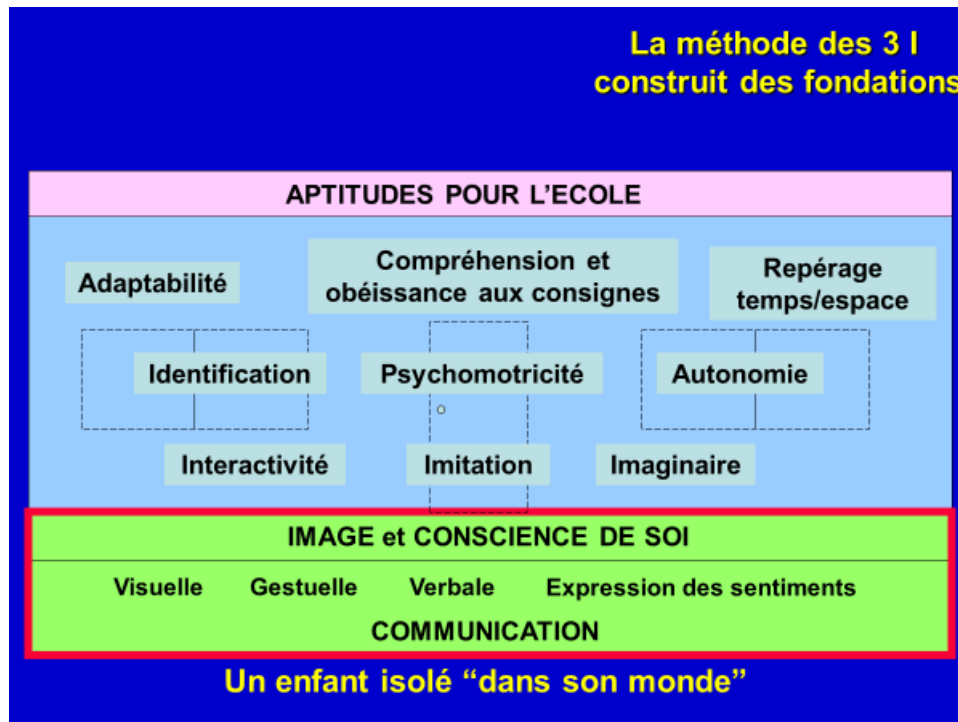 La méthode des 3 I
construit des fondations
APTITUDES POUR L’ECOLE
Adaptabilité
Compréhension et
obéissance aux consignes
Repérage
temps/espace
Identification
Psychomotricité
Autonomie
Interactivité
Imitation
Imaginaire
IMAGE et CONSCIENCE DE SOI
Visuelle Gestuelle Verbale Expression des sentiments
COMMUNICATION
Un enfant isolé “dans son monde”